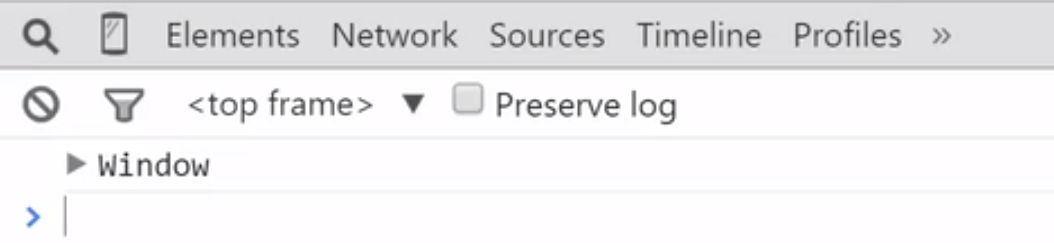 Elements Network Sources Timeline Profiles »
<top frame> ▼ Preserve log
▶ Window
>